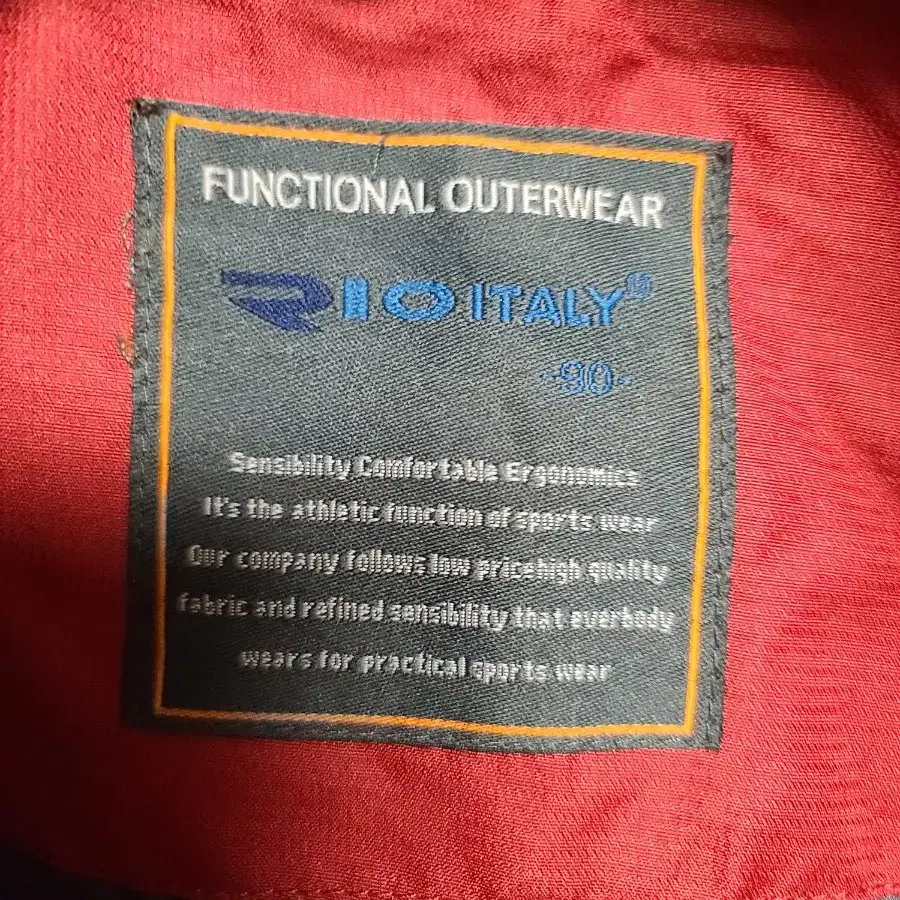 FUNCTIONAL OUTERWEAR
RIO ITALY®
-90-
Sensibility Comfortable Ergonomics
It's the athletic function of sports wear
Our company follows low priceshigh quality
fabric and refined sensibility that everbody
wears for practical sports wear